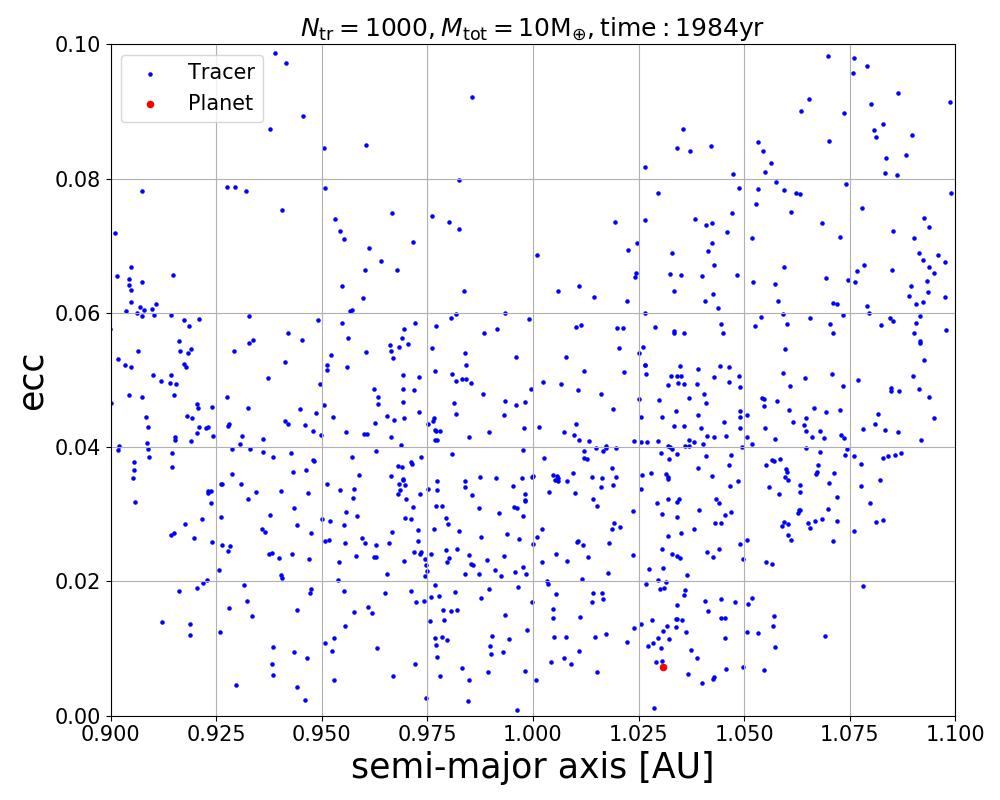 N_tr = 1000, M_tot = 10M_⊕, time : 1984yr
0.10
Tracer
Planet
0.08
0.06
ecc
0.04
0.02
0.00
0.900 0.925 0.950 0.975 1.000 1.025 1.050 1.075 1.100
semi-major axis [AU]